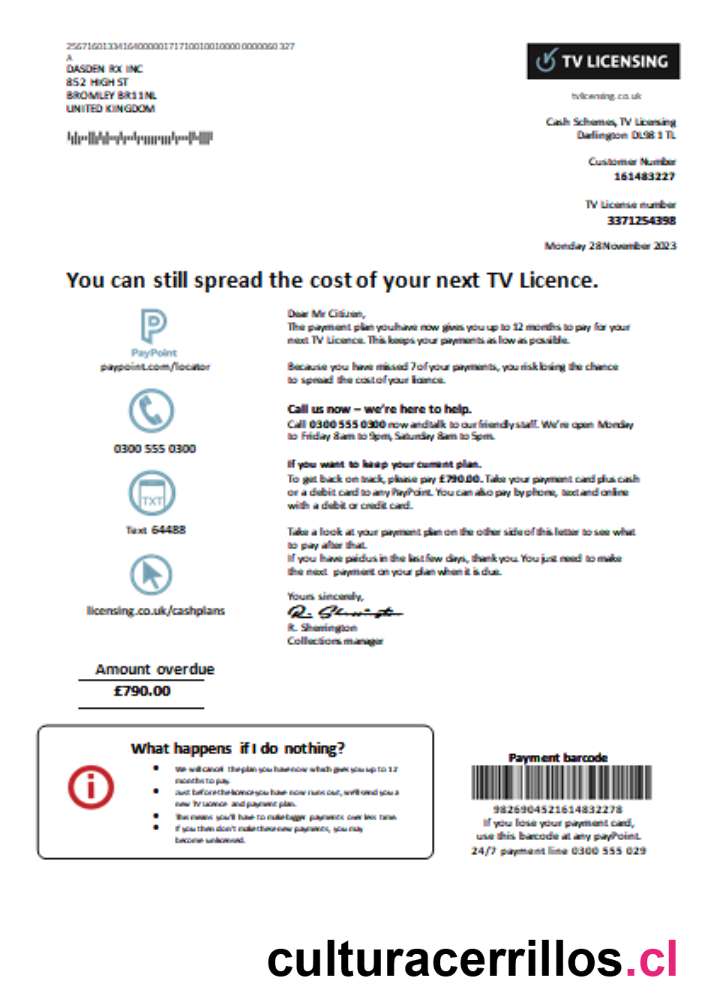 2567160133416400000171710010010000 0000060 327
A
DASDEN RX INC
852 HIGH ST
BROMLEY BR11NL
UNITED KINGDOM
TV LICENSING
tvlicensing.co.uk
Cash Schemes, TV Licensing
Darlington DL98 1 TL
Customer Number
161483227
TV License number
3371254398
Monday 28November 2023
You can still spread the cost of your next TV Licence.
PayPoint
paypoint.com/locator
0300 555 0300
TXT
Text 64488
licensing.co.uk/cashplans
Amount overdue
£790.00
Dear Mr Citizen,
The payment plan you have now gives you up to 12 months to pay for your
next TV Licence. This keeps your payments as low as possible.
Because you have missed 7 of your payments, you risk losing the chance
to spread the cost of your licence.
Call us now – we're here to help.
Call 0300 555 0300 now and talk to our friendly staff. We're open Monday
to Friday 8am to 9pm, Saturday 8am to 5pm.
If you want to keep your current plan.
To get back on track, please pay £790.00. Take your payment card plus cash
or a debit card to any PayPoint. You can also pay by phone, text and online
with a debit or credit card.
Take a look at your payment plan on the other side of this letter to see what
to pay after that.
If you have paid us in the last few days, thank you. You just need to make
the next payment on your plan when it is due.
Yours sincerely,
R. Sherrington
R. Sherrington
Collections manager
What happens if I do nothing?
• We will cancel the plan you have now which gives you up to 12
months to pay.
• Just before the licence you have now runs out, we'll send you a
new TV Licence and payment plan.
• This means you'll have to make bigger payments over less time.
• If you then don't make these new payments, you may
become unlicensed.
Payment barcode
9826904521614832278
If you lose your payment card,
use this barcode at any payPoint.
24/7 payment line 0300 555 029
culturacerrillos.cl